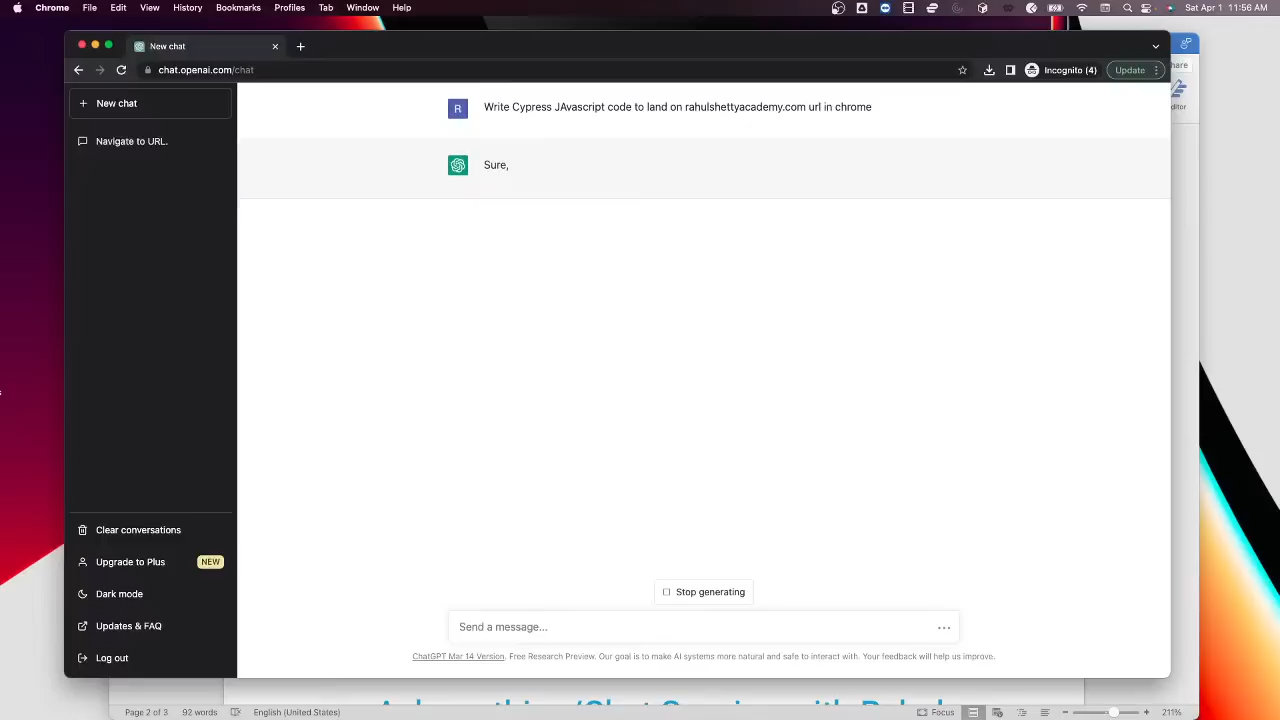 Chrome File Edit View History Bookmarks Profiles Tab Window Help Sat Apr 1 11:56 AM
New chat
chat.openai.com/chat Incognito (4) Update
New chat
Navigate to URL.
R Write Cypress JAvascript code to land on rahulshettyacademy.com url in chrome
Sure,
Clear conversations
Upgrade to Plus NEW
Dark mode
Updates & FAQ
Log out
Stop generating
Send a message...
ChatGPT Mar 14 Version. Free Research Preview. Our goal is to make AI systems more natural and safe to interact with. Your feedback will help us improve.
Page 2 of 3 92 words English (United States) Focus 211%